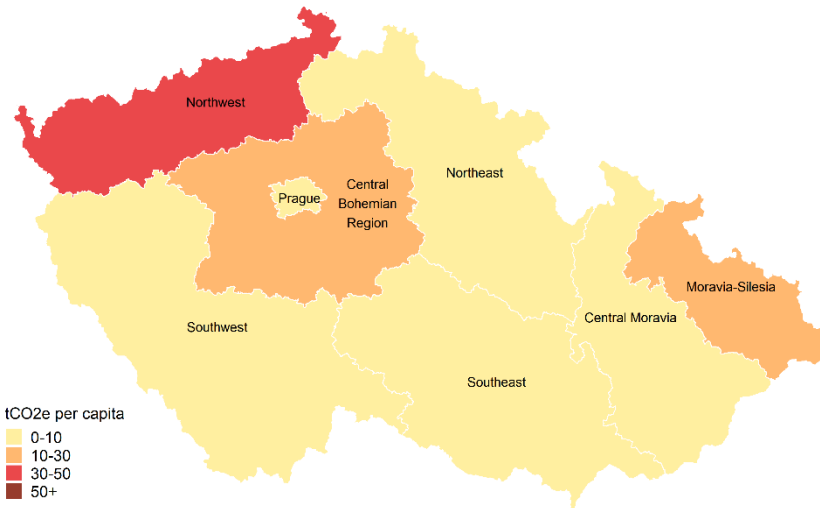 Northwest
Northeast
Central
Bohemian
Region
Prague
Moravia-Silesia
Central Moravia
Southwest
Southeast
tCO2e per capita
0-10
10-30
30-50
50+